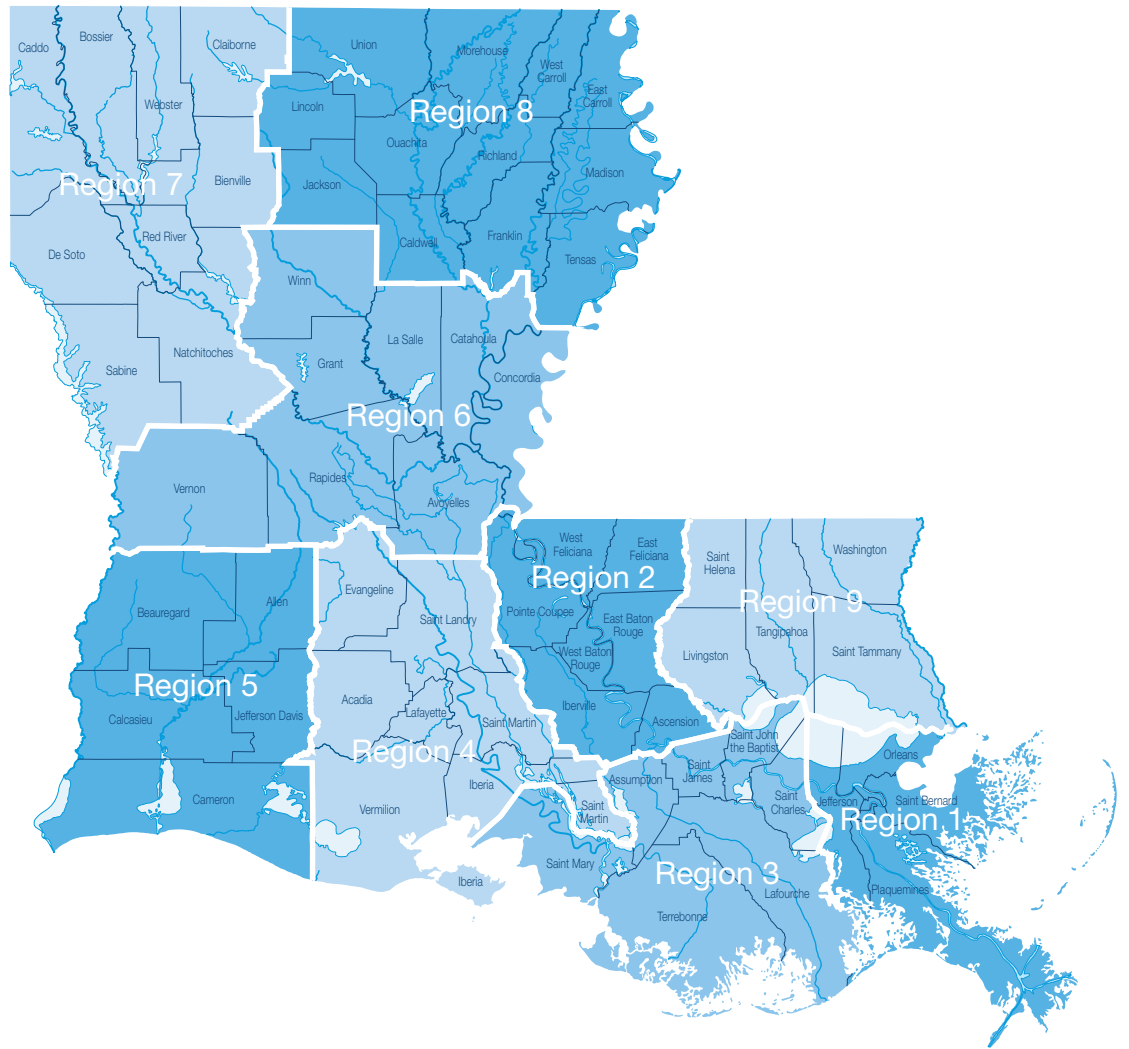 Caddo
Bossier
Claiborne
Webster
Region 7
Bienville
De Soto
Red River
Sabine
Natchitoches
Union
Morehouse
West
Carroll
East
Carroll
Lincoln
Region 8
Ouachita
Richland
Jackson
Madison
Caldwell
Franklin
Tensas
Winn
La Salle
Catahoula
Grant
Concordia
Region 6
Vernon
Rapides
Avoyelles
Beauregard
Allen
Region 5
Calcasieu
Jefferson Davis
Cameron
Evangeline
Saint Landry
Acadia
Lafayette
Saint Martin
Region 4
Iberia
Vermilion
Saint
Martin
Iberia
West
Feliciana
East
Feliciana
Region 2
Pointe Coupee
East Baton
Rouge
West Baton
Rouge
Iberville
Ascension
Saint
Helena
Washington
Region 9
Tangipahoa
Livingston
Saint Tammany
Saint John
the Baptist
Saint
James
Assumption
Saint
Charles
Saint Mary
Region 3
Lafourche
Terrebonne
Orleans
Jefferson
Saint Bernard
Region 1
Plaquemines